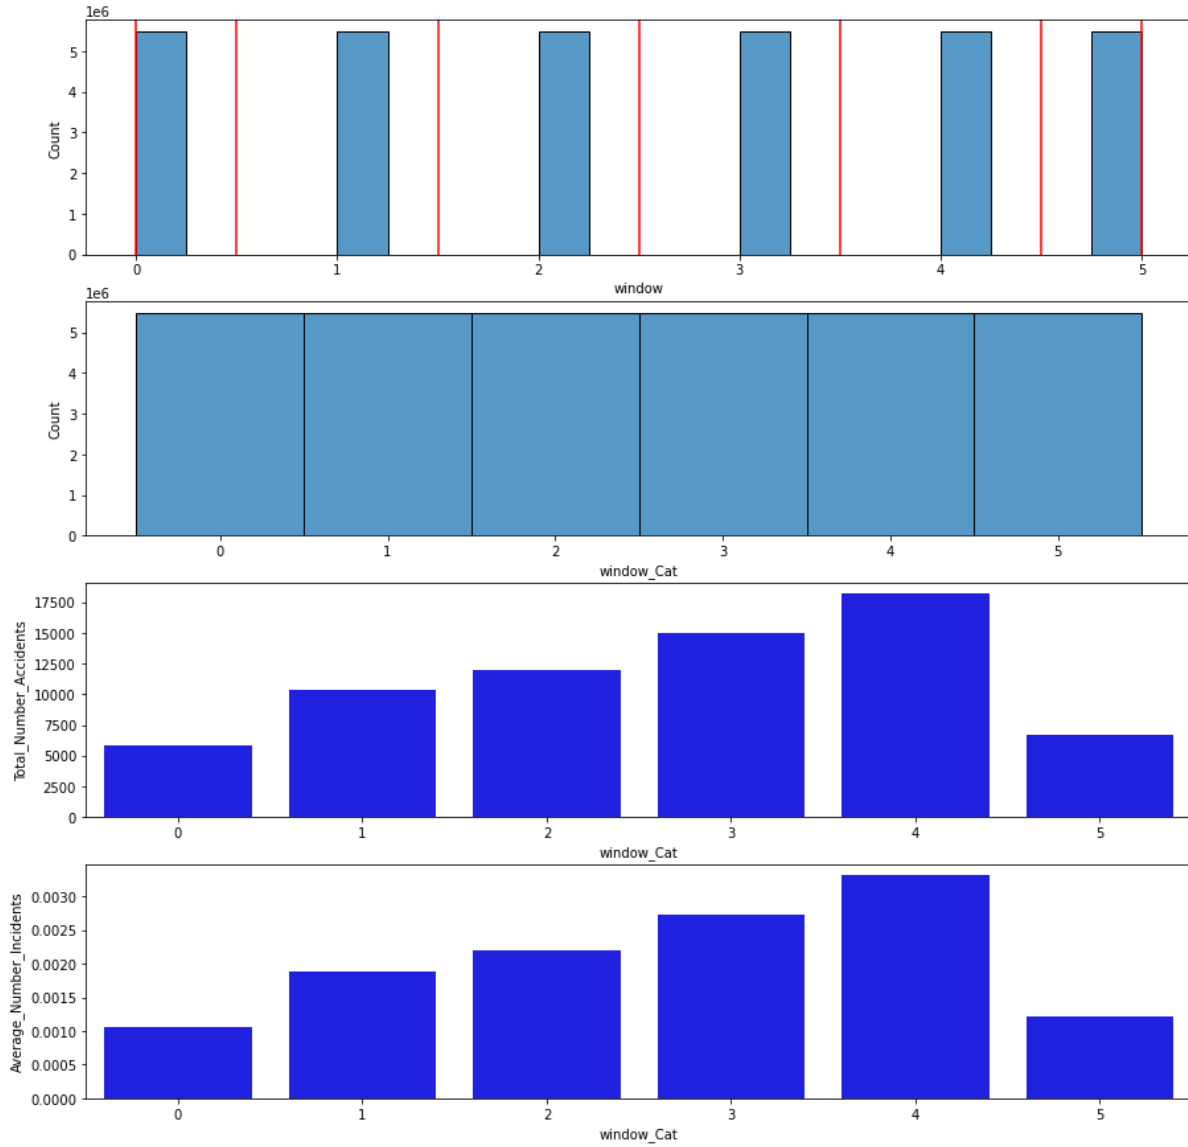 1e6
5
4
3
2
1
0
Count
0 1 2 3 4 5
window
1e6
5
4
3
2
1
0
Count
0 1 2 3 4 5
window_Cat
17500
15000
12500
10000
7500
5000
2500
0
Total_Number_Accidents
0 1 2 3 4 5
window_Cat
0.0030
0.0025
0.0020
0.0015
0.0010
0.0005
0.0000
Average_Number_Incidents
0 1 2 3 4 5
window_Cat